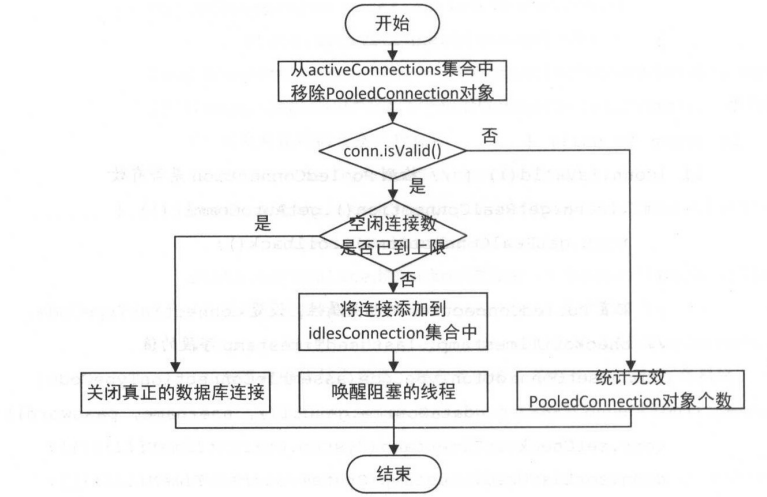 开始
从activeConnections集合中
移除PooledConnection对象
conn.isValid()
否
是
是
空闲连接数
是否已到上限
否
将连接添加到
idlesConnection集合中
关闭真正的数据库连接
唤醒阻塞的线程
统计无效
PooledConnection对象个数
结束